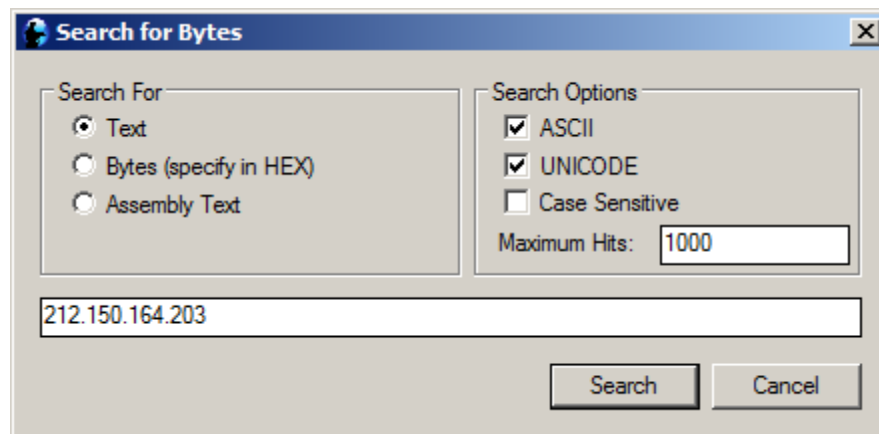 Search for Bytes
Search For
Text
Bytes (specify in HEX)
Assembly Text
Search Options
ASCII
UNICODE
Case Sensitive
Maximum Hits: 1000
212.150.164.203
Search Cancel